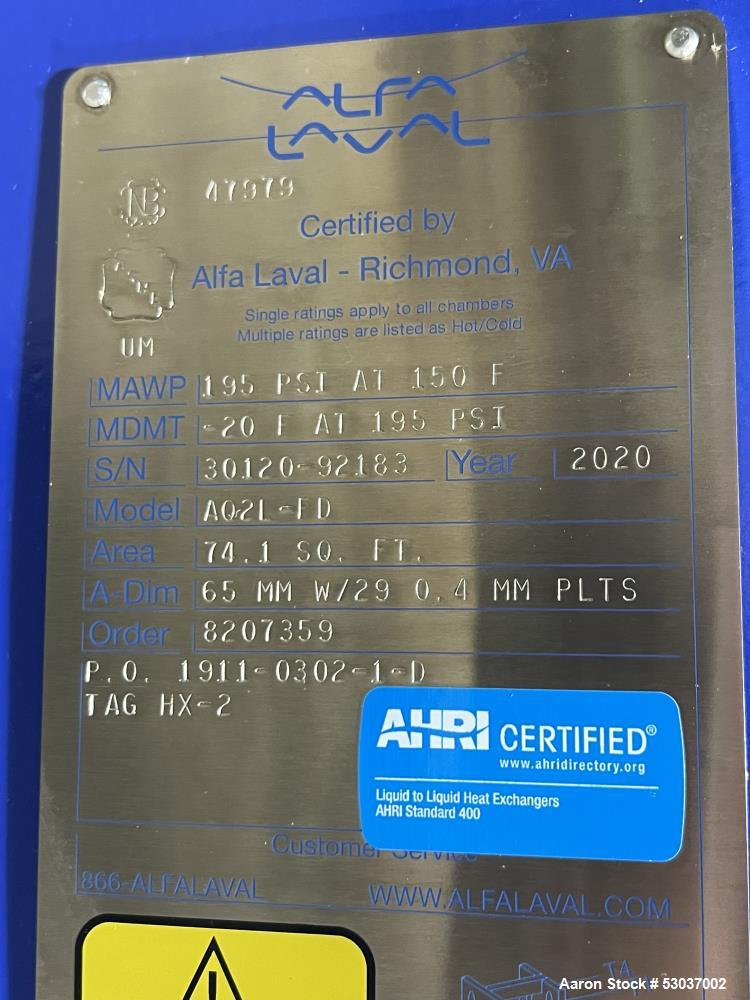 ALFA
LAVAL
NB 47979
Certified by
Alfa Laval - Richmond, VA
Single ratings apply to all chambers
Multiple ratings are listed as Hot/Cold
UM
MAWP 195 PSI AT 150 F
MDMT -20 F AT 195 PSI
S/N 30120-92183 Year 2020
Model AQ2L-FD
Area 74.1 SQ. FT.
A-Dim 65 MM W/29 0.4 MM PLTS
Order 8207359
P.O. 1911-0302-1-D
TAG HX-2
AHRI CERTIFIED®
www.ahridirectory.org
Liquid to Liquid Heat Exchangers
AHRI Standard 400
Customer Service
866-ALFALAVAL WWW.ALFALAVAL.COM
Aaron Stock # 53037002